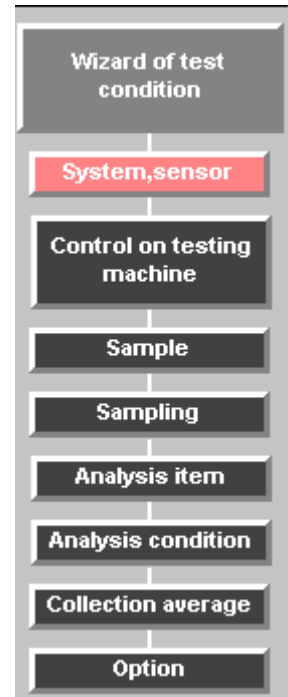 Wizard of test
condition
System,sensor
Control on testing
machine
Sample
Sampling
Analysis item
Analysis condition
Collection average
Option